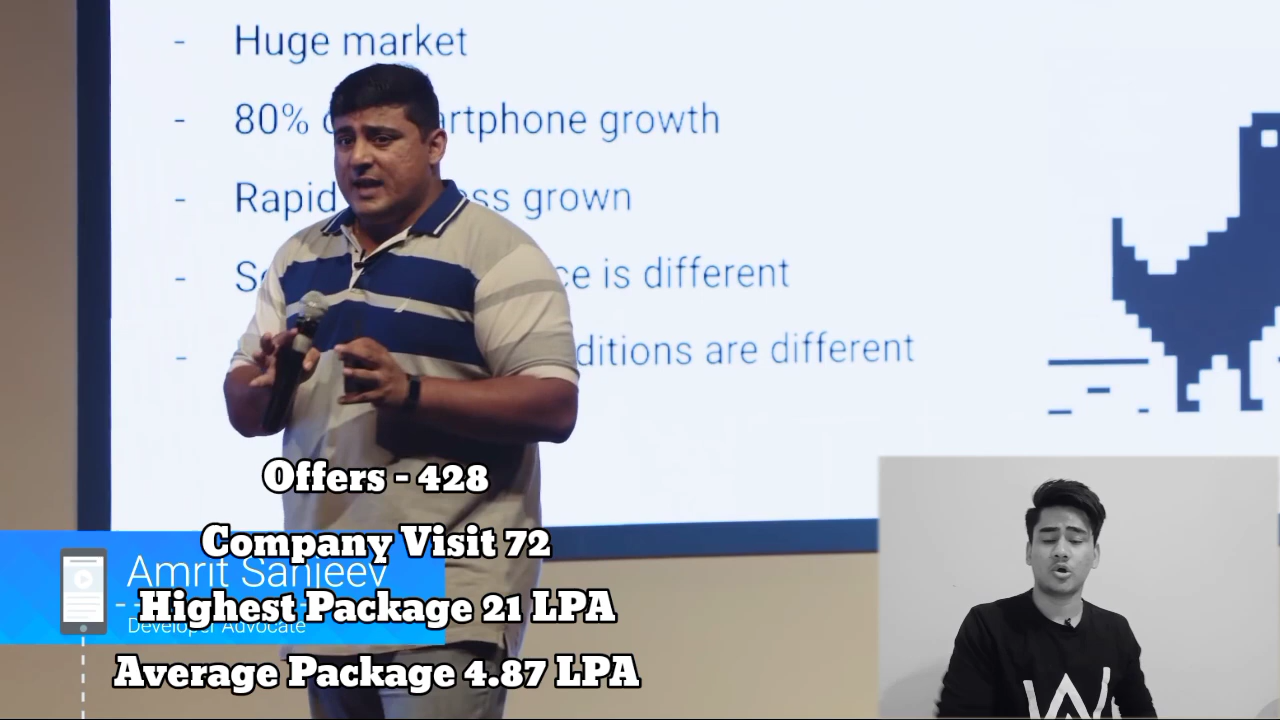 - Huge market
- 80% artphone growth
- Rapid ss grown
- ce is different
- ditions are different
Offers - 428
Company Visit 72
Amrit Sanjeev
Highest Package 21 LPA
Developer Advocate
Average Package 4.87 LPA